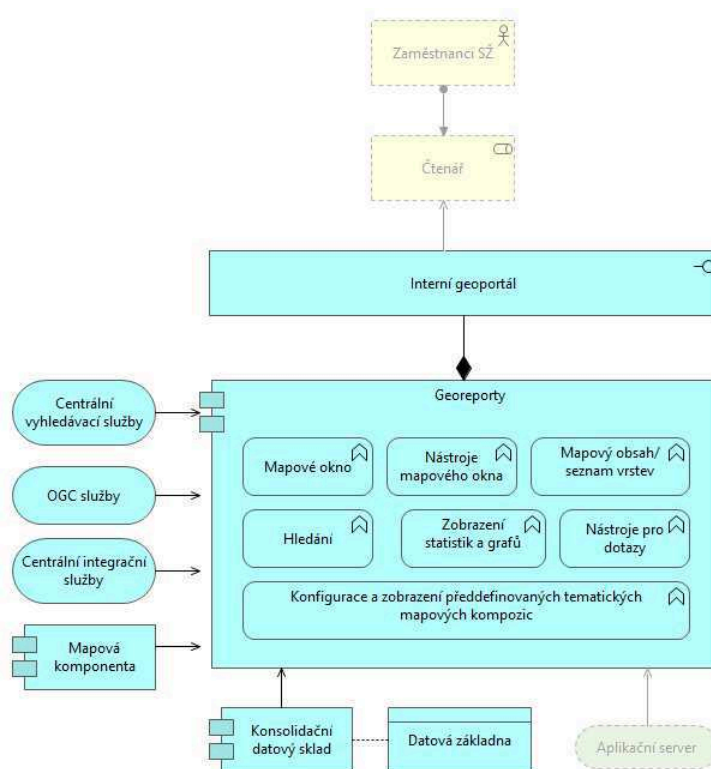 Zaměstnanci SŽ
Čtenář
Interní geoportál
Georeporty
Centrální
vyhledávací služby
OGC služby
Centrální integrační
služby
Mapová
komponenta
Mapové okno
Nástroje
mapového okna
Mapový obsah/
seznam vrstev
Hledání
Zobrazení
statistik a grafů
Nástroje pro
dotazy
Konfigurace a zobrazení předdefinovaných tematických
mapových kompozic
Konsolidační
datový sklad
Datová základna
Aplikační server